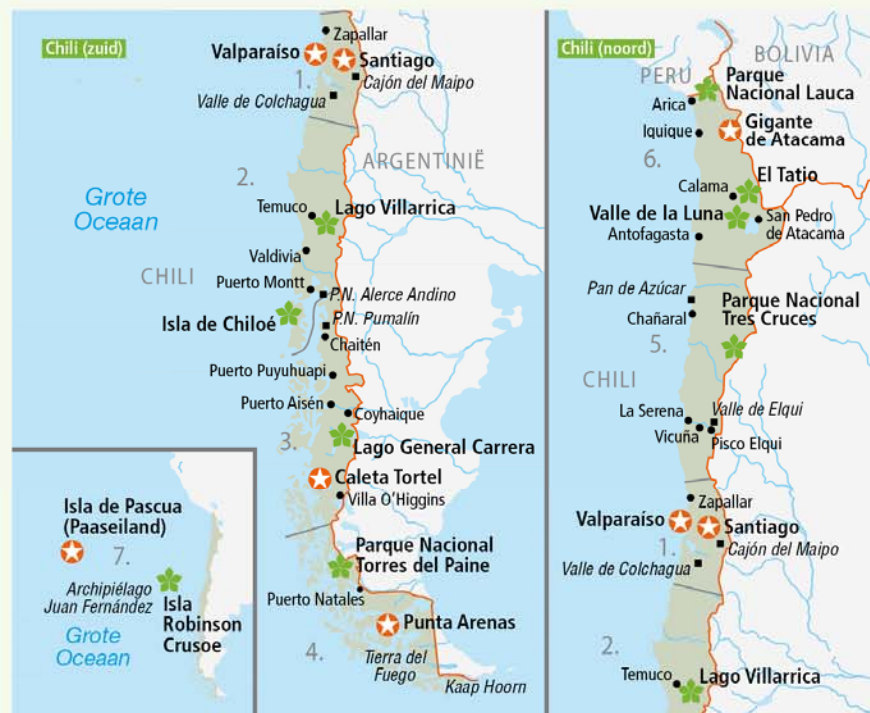 Chili (zuid)
Zapallar
Valparaíso
Santiago
1.
Cajón del Maipo
Valle de Colchagua
ARGENTINIË
2.
Grote
Oceaan
Temuco
Lago Villarrica
Valdivia
CHILI
Puerto Montt
P.N. Alerce Andino
Isla de Chiloé
P.N. Pumalín
Chaitén
Puerto Puyuhuapi
Puerto Aisén
Coyhaique
3.
Lago General Carrera
Caleta Tortel
Villa O'Higgins
Parque Nacional
Torres del Paine
Puerto Natales
Punta Arenas
4.
Tierra del
Fuego
Kaap Hoorn
Isla de Pascua
(Paaseiland)
7.
Archipiélago
Juan Fernández
Isla
Robinson
Crusoe
Grote
Oceaan
Chili (noord)
BOLIVIA
PERU
Parque
Nacional Lauca
Arica
Iquique
Gigante
de Atacama
6.
El Tatio
Calama
Valle de la Luna
San Pedro
de Atacama
Antofagasta
Pan de Azúcar
Chañaral
Parque Nacional
Tres Cruces
5.
CHILI
La Serena
Valle de Elqui
Vicuña
Pisco Elqui
Zapallar
Valparaíso
Santiago
1.
Cajón del Maipo
Valle de Colchagua
2.
Temuco
Lago Villarrica